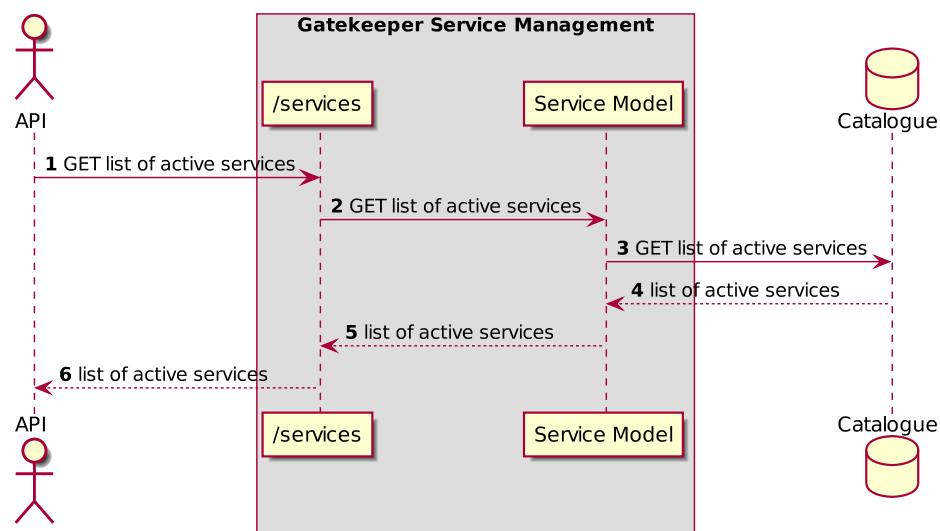 Gatekeeper Service Management
API
/services
Service Model
Catalogue
1 GET list of active services
2 GET list of active services
3 GET list of active services
4 list of active services
5 list of active services
6 list of active services
API
/services
Service Model
Catalogue